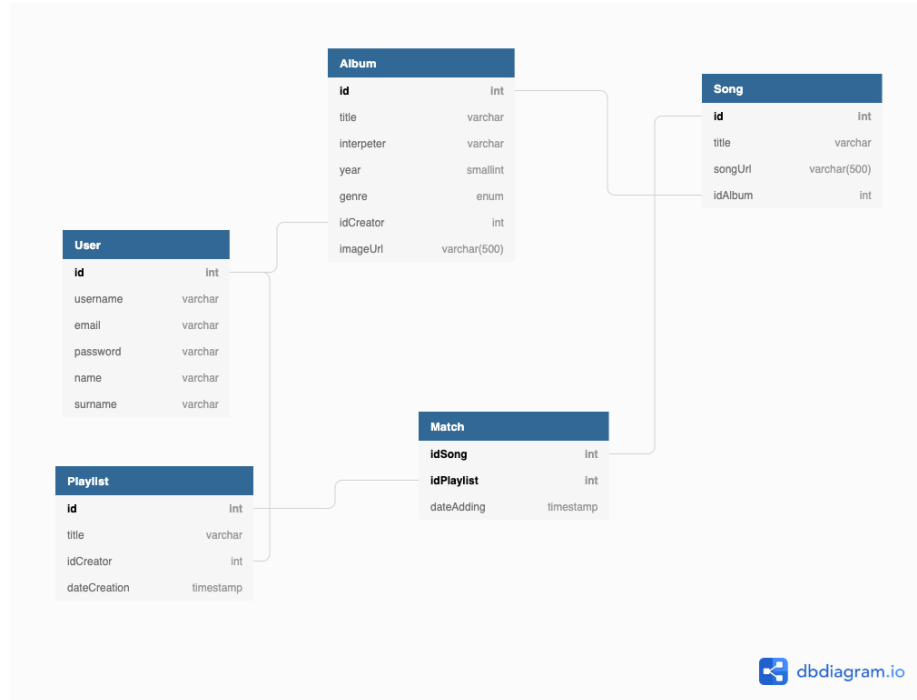 Album
id int
title varchar
interpeter varchar
year smallint
genre enum
idCreator int
imageUrl varchar(500)
Song
id int
title varchar
songUrl varchar(500)
idAlbum int
User
id int
username varchar
email varchar
password varchar
name varchar
surname varchar
Match
idSong int
idPlaylist int
dateAdding timestamp
Playlist
id int
title varchar
idCreator int
dateCreation timestamp
dbdiagram.io